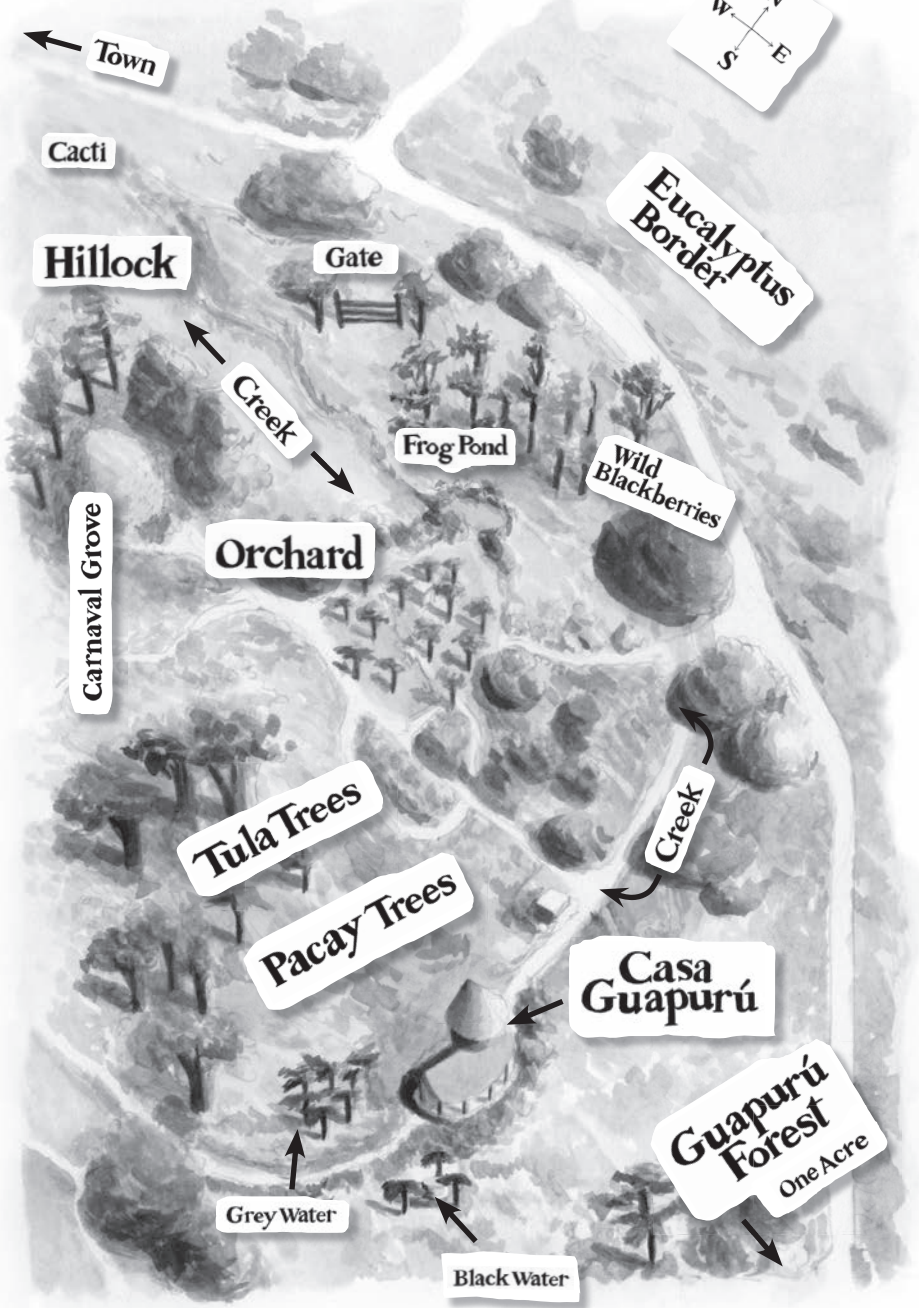 N
W
E
S
Town
Cacti
Eucalyptus
Border
Hillock
Gate
Creek
Frog Pond
Wild
Blackberries
Carnaval Grove
Orchard
Tula Trees
Creek
Pacay Trees
Casa
Guapurú
Guapurú
Forest
One Acre
Grey Water
Black Water